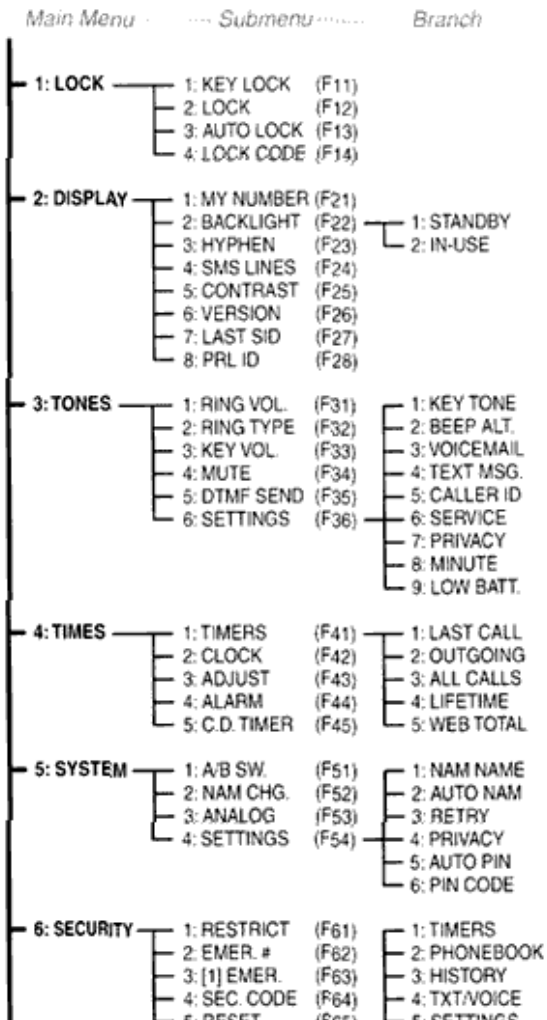 Main Menu Submenu Branch
1: LOCK 1: KEY LOCK (F11)
2: LOCK (F12)
3: AUTO LOCK (F13)
4: LOCK CODE (F14)
2: DISPLAY 1: MY NUMBER (F21)
2: BACKLIGHT (F22) 1: STANDBY
3: HYPHEN (F23) 2: IN-USE
4: SMS LINES (F24)
5: CONTRAST (F25)
6: VERSION (F26)
7: LAST SID (F27)
8: PRL ID (F28)
3: TONES 1: RING VOL. (F31) 1: KEY TONE
2: RING TYPE (F32) 2: BEEP ALT.
3: KEY VOL. (F33) 3: VOICEMAIL
4: MUTE (F34) 4: TEXT MSG.
5: DTMF SEND (F35) 5: CALLER ID
6: SETTINGS (F36) 6: SERVICE
7: PRIVACY
8: MINUTE
9: LOW BATT.
4: TIMES 1: TIMERS (F41) 1: LAST CALL
2: CLOCK (F42) 2: OUTGOING
3: ADJUST (F43) 3: ALL CALLS
4: ALARM (F44) 4: LIFETIME
5: C.D. TIMER (F45) 5: WEB TOTAL
5: SYSTEM 1: A/B SW. (F51) 1: NAM NAME
2: NAM CHG. (F52) 2: AUTO NAM
3: ANALOG (F53) 3: RETRY
4: SETTINGS (F54) 4: PRIVACY
5: AUTO PIN
6: PIN CODE
6: SECURITY 1: RESTRICT (F61) 1: TIMERS
2: EMER. # (F62) 2: PHONEBOOK
3: [1] EMER. (F63) 3: HISTORY
4: SEC. CODE (F64) 4: TXT/VOICE
5: RESET (F65) 5: SETTINGS